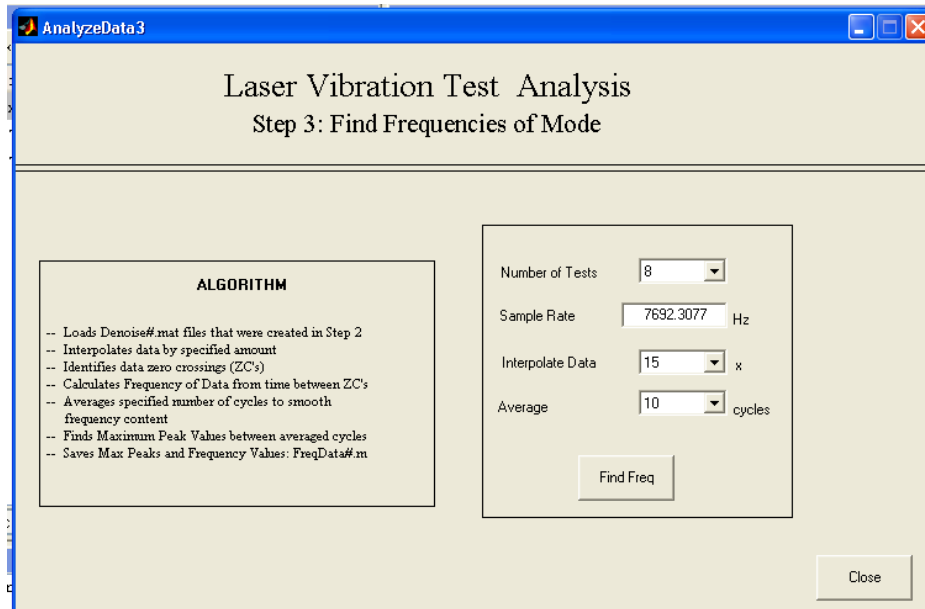 AnalyzeData3
Laser Vibration Test Analysis
Step 3: Find Frequencies of Mode
ALGORITHM
-- Loads Denoise#.mat files that were created in Step 2
-- Interpolates data by specified amount
-- Identifies data zero crossings (ZC's)
-- Calculates Frequency of Data from time between ZC's
-- Averages specified number of cycles to smooth
frequency content
-- Finds Maximum Peak Values between averaged cycles
-- Saves Max Peaks and Frequency Values: FreqData#.m
Number of Tests 8
Sample Rate 7692.3077 Hz
Interpolate Data 15 x
Average 10 cycles
Find Freq
Close